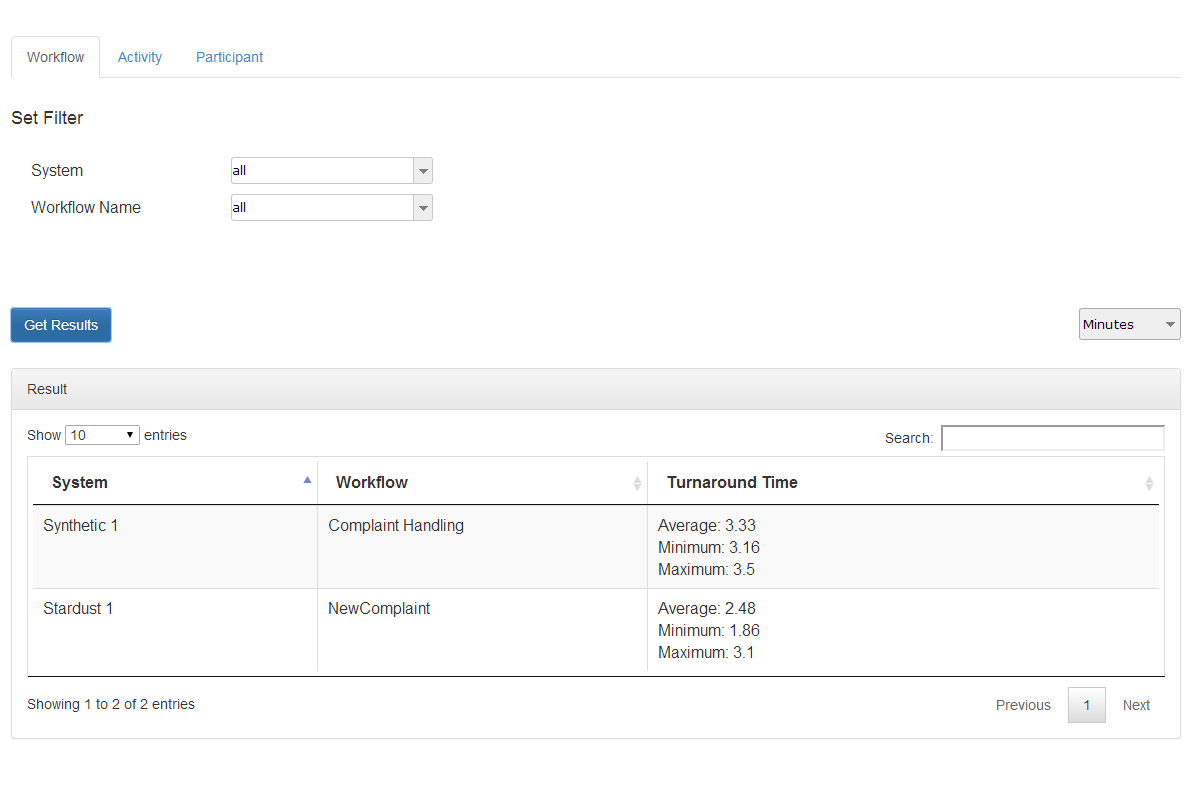 Workflow Activity Participant
Set Filter
System all
Workflow Name all
Get Results Minutes
Result
Show 10 entries Search:
System Workflow Turnaround Time
Synthetic 1 Complaint Handling Average: 3.33
Minimum: 3.16
Maximum: 3.5
Stardust 1 NewComplaint Average: 2.48
Minimum: 1.86
Maximum: 3.1
Showing 1 to 2 of 2 entries Previous 1 Next